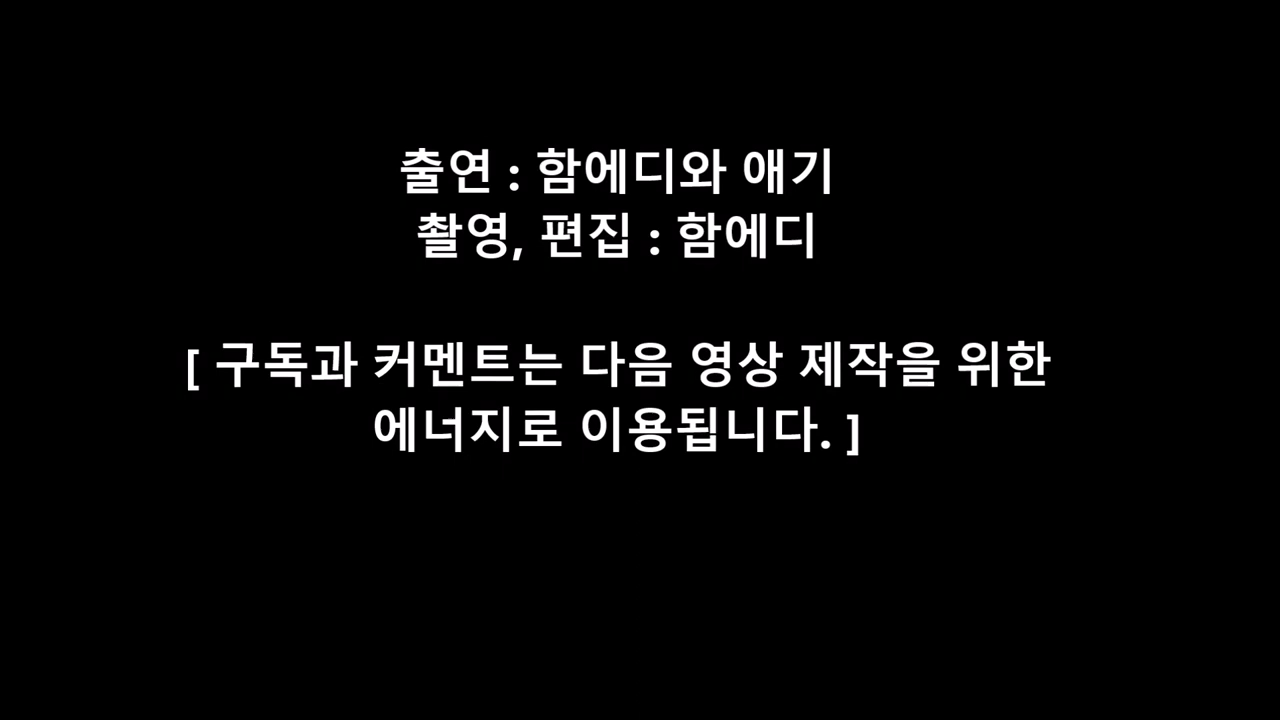 출연 : 함에디와 애기
촬영, 편집 : 함에디
[ 구독과 커멘트는 다음 영상 제작을 위한
에너지로 이용됩니다. ]